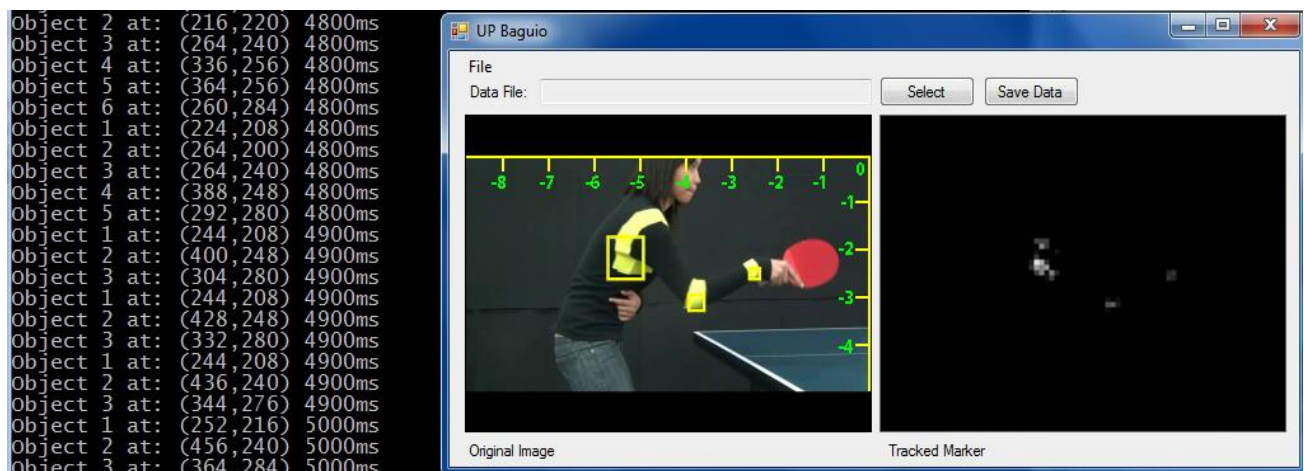 Object 2 at: (216,220) 4800ms
Object 3 at: (264,240) 4800ms
Object 4 at: (336,256) 4800ms
Object 5 at: (364,256) 4800ms
Object 6 at: (260,284) 4800ms
Object 1 at: (224,208) 4800ms
Object 2 at: (264,200) 4800ms
Object 3 at: (264,240) 4800ms
Object 4 at: (388,248) 4800ms
Object 5 at: (292,280) 4800ms
Object 1 at: (244,208) 4900ms
Object 2 at: (400,248) 4900ms
Object 3 at: (304,280) 4900ms
Object 1 at: (244,208) 4900ms
Object 2 at: (428,248) 4900ms
Object 3 at: (332,280) 4900ms
Object 1 at: (244,208) 4900ms
Object 2 at: (436,240) 4900ms
Object 3 at: (344,276) 4900ms
Object 1 at: (252,216) 5000ms
Object 2 at: (456,240) 5000ms
Object 3 at: (364,284) 5000ms
UP Baguio
File
Data File: Select Save Data
-8 -7 -6 -5 -4 -3 -2 -1 0
-1
-2
-3
-4
Original Image Tracked Marker